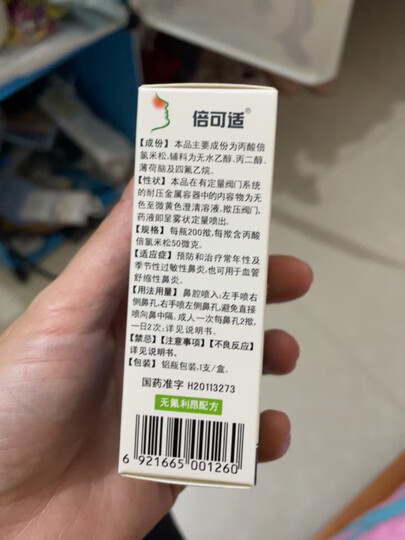 倍可适®
【成份】本品主要成份为丙酸倍
氯米松,辅料为无水乙醇、丙二醇、
薄荷脑及四氟乙烷。
【性状】本品在有定量阀门系统
的耐压金属容器中的内容物为无
色至微黄色澄清溶液,揿压阀门,
药液即呈雾状定量喷出。
【规格】每瓶200揿,每揿含丙酸
倍氯米松50微克。
【适应症】预防和治疗常年性及
季节性过敏性鼻炎,也可用于血管
舒缩性鼻炎。
【用法用量】鼻腔喷入:左手喷右
侧鼻孔,右手喷左侧鼻孔,避免直接
喷向鼻中隔。成人一次每鼻孔2揿,
一日2次;详见说明书。
【禁忌】【注意事项】【不良反应】
详见说明书。
【包装】铝瓶包装,1支/盒。
国药准字 H20113273
无氟利昂配方
6 921665 001260